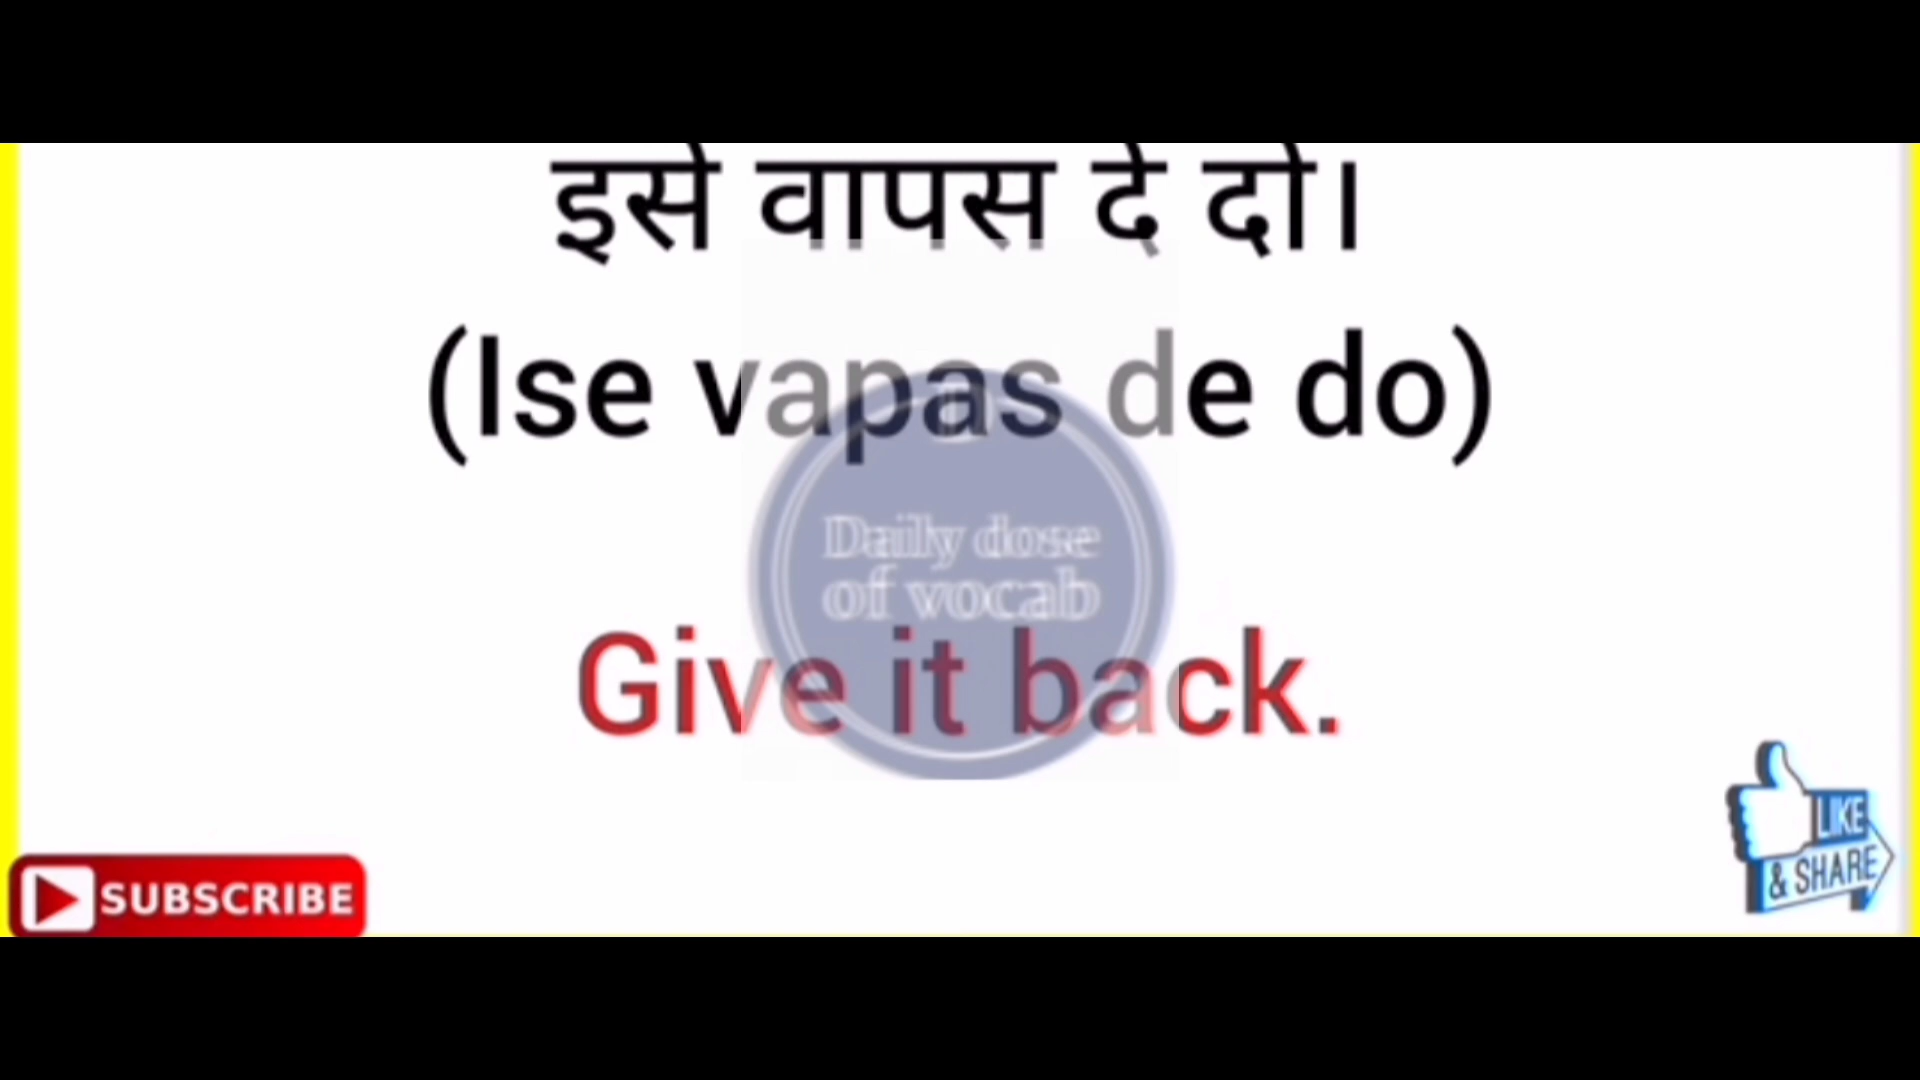 इसे वापस दे दो।
(Ise vapas de do)
Daily dose
of vocab
Give it back.
SUBSCRIBE
LIKE
& SHARE